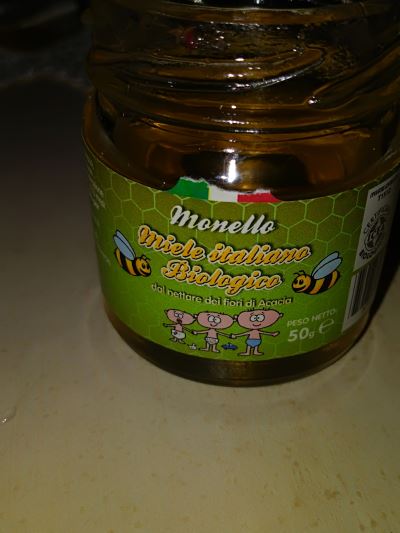 Monello
Miele italiano
Biologico
dal nettare dei fiori di Acacia
PESO NETTO:
50g e